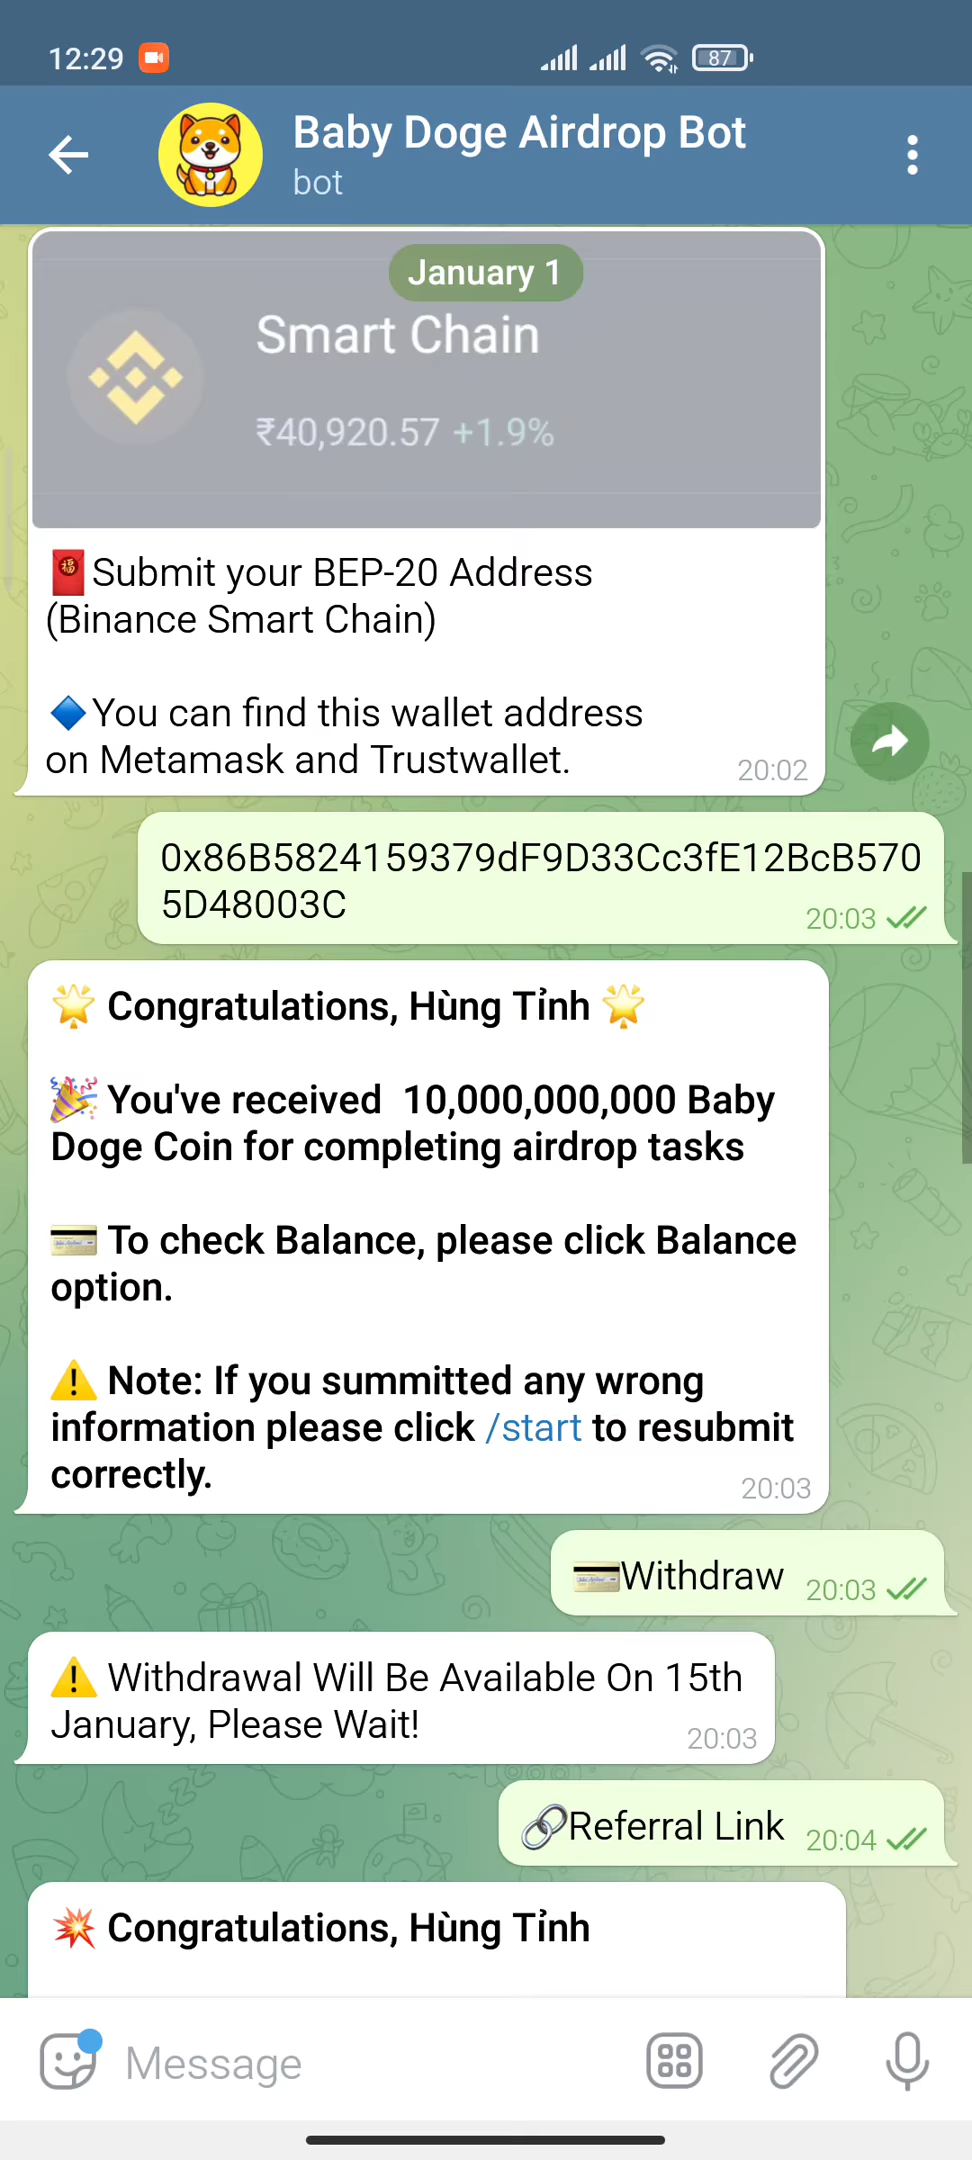 12:29
87
Baby Doge Airdrop Bot
bot
January 1
Smart Chain
₹40,920.57 +1.9%
🧧Submit your BEP-20 Address
(Binance Smart Chain)
🔷You can find this wallet address
on Metamask and Trustwallet.
20:02
0x86B5824159379dF9D33Cc3fE12BcB570
5D48003C
20:03
🌟 Congratulations, Hùng Tỉnh 🌟
🎉 You've received 10,000,000,000 Baby
Doge Coin for completing airdrop tasks
💳 To check Balance, please click Balance
option.
⚠️ Note: If you summitted any wrong
information please click /start to resubmit
correctly.
20:03
💳Withdraw 20:03
⚠️ Withdrawal Will Be Available On 15th
January, Please Wait!
20:03
🔗Referral Link 20:04
💥 Congratulations, Hùng Tỉnh
Message